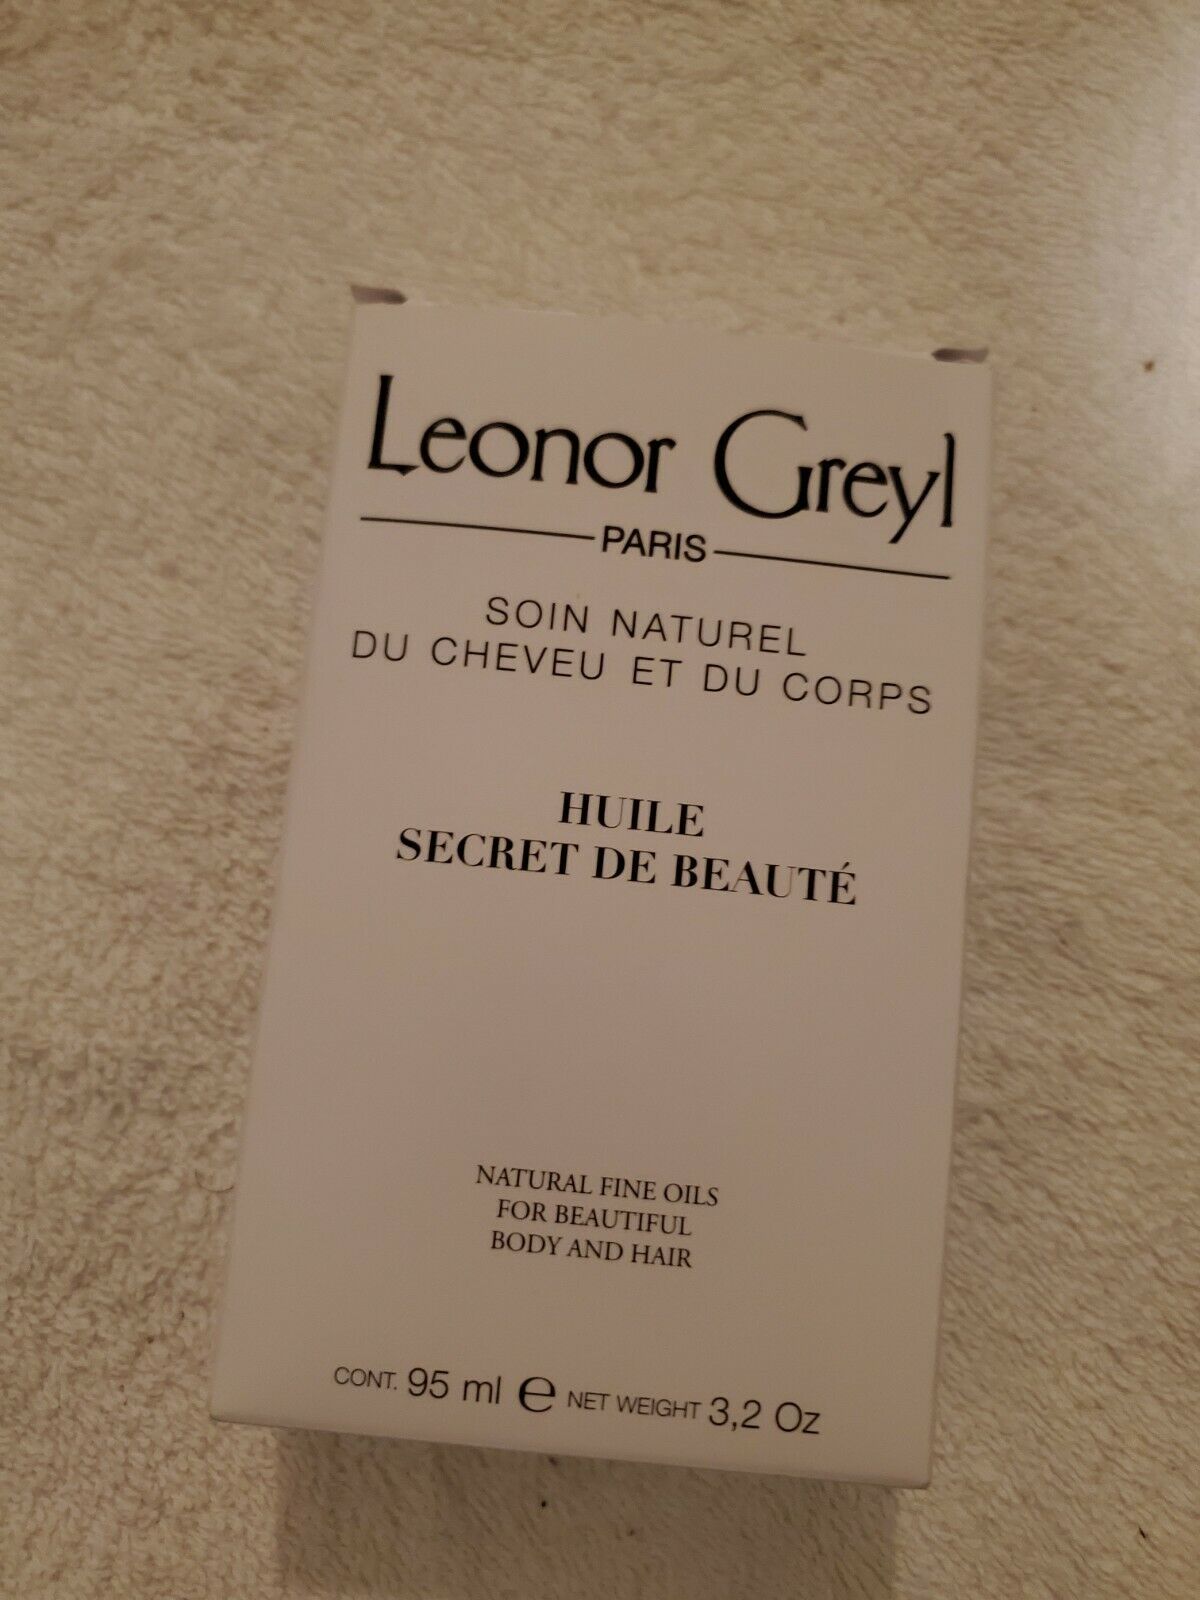 Leonor Greyl
PARIS
SOIN NATUREL
DU CHEVEU ET DU CORPS
HUILE
SECRET DE BEAUTÉ
NATURAL FINE OILS
FOR BEAUTIFUL
BODY AND HAIR
CONT. 95 ml ℮ NET WEIGHT 3,2 Oz